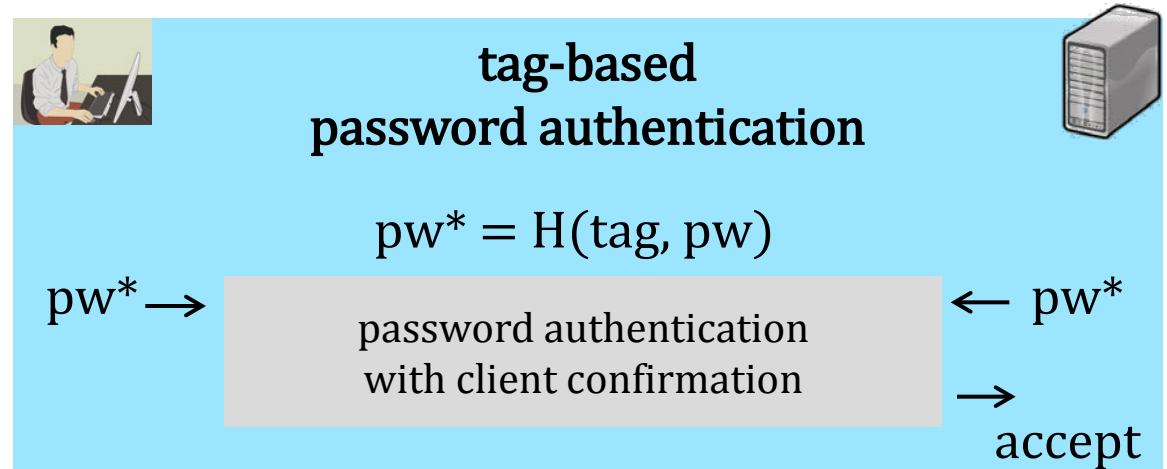 tag-based
password authentication
pw* = H(tag, pw)
pw*
pw*
password authentication
with client confirmation
accept